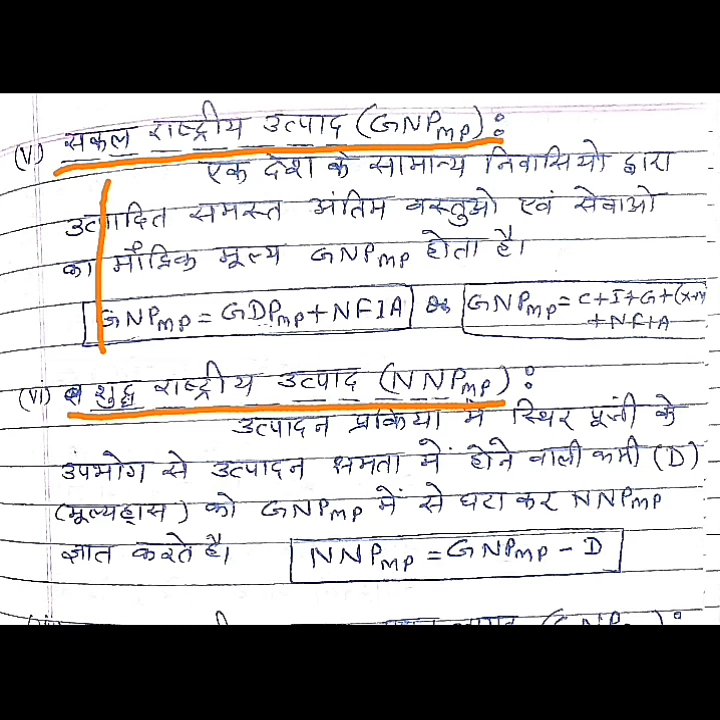 (V) सकल राष्ट्रीय उत्पाद (GNPMP) :
एक देश के सामान्य निवासियो द्वारा
उत्पादित समस्त अंतिम वस्तुओ एवं सेवाओ
का मौद्रिक मूल्य GNPMP होता है।
GNPMP = GDPMP + NFIA GNPMP = C + I + G + (X-M)
+ NFIA
(VI) शुद्ध राष्ट्रीय उत्पाद (NNPMP) :
उत्पादन प्रक्रिया में स्थिर पूंजी के
उपभोग से उत्पादन क्षमता में होने वाली कमी (D)
(मूल्यह्रास) को GNPMP में से घटा कर NNPMP
ज्ञात करते है। NNPMP = GNPMP - D